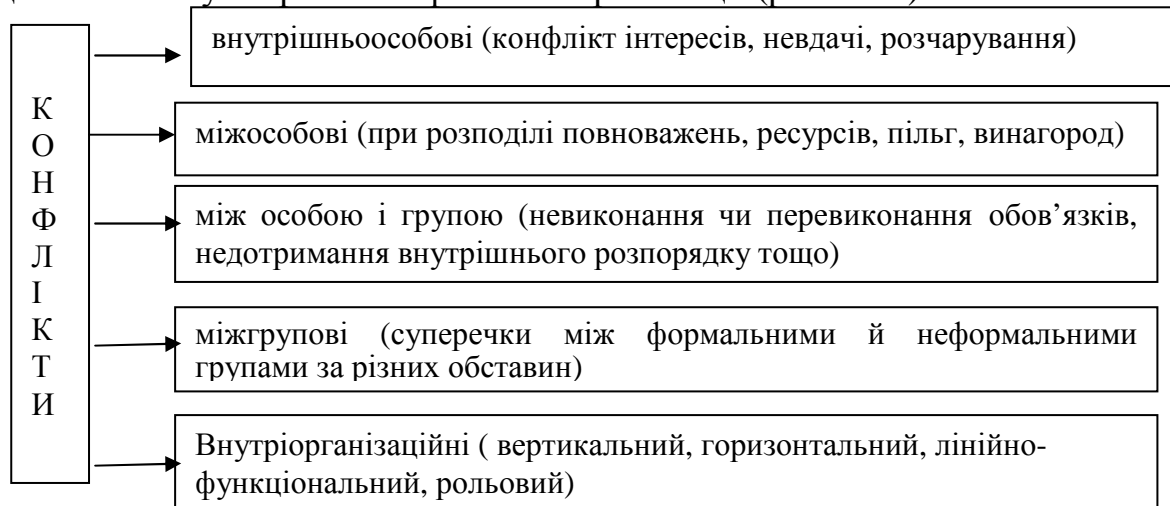 внутрішньоособові (конфлікт інтересів, невдачі, розчарування)
КОНФЛІКТИ
міжособові (при розподілі повноважень, ресурсів, пільг, винагород)
між особою і групою (невиконання чи перевиконання обов’язків,
недотримання внутрішнього розпорядку тощо)
міжгрупові (суперечки між формальними й неформальними
групами за різних обставин)
Внутріорганізаційні ( вертикальний, горизонтальний, лінійно-
функціональний, рольовий)